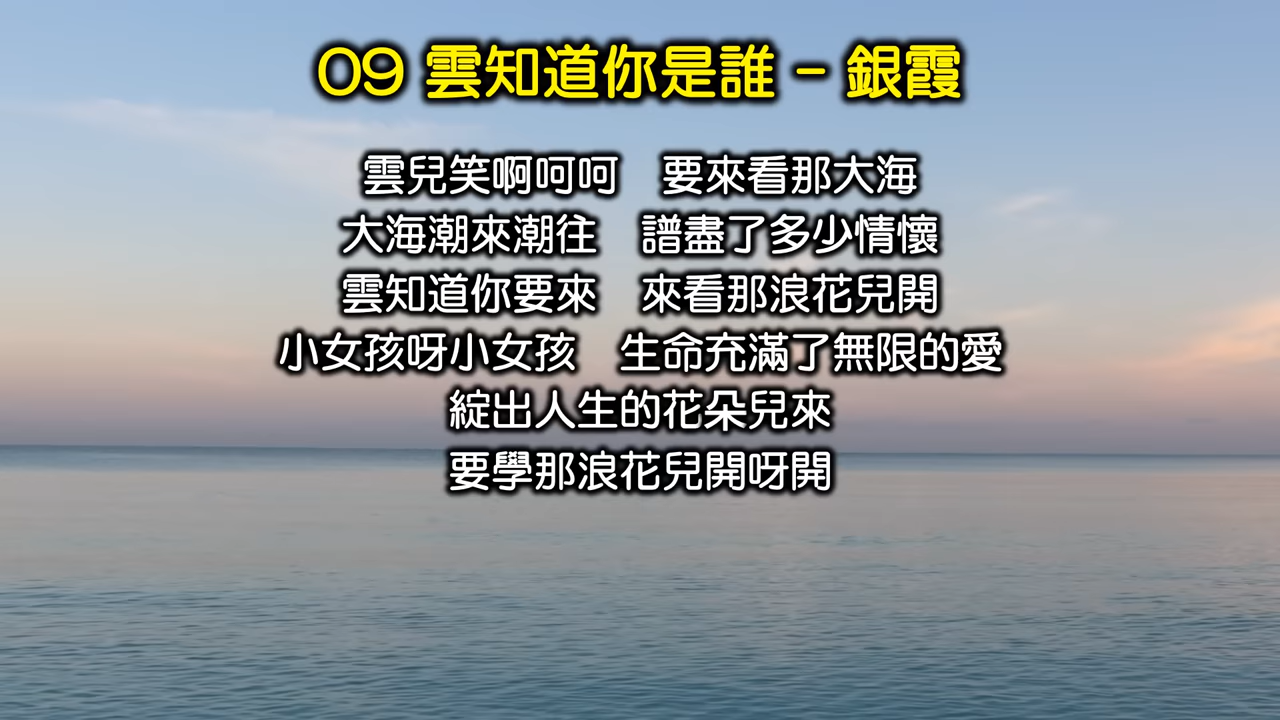 09 雲知道你是誰 - 銀霞
雲兒笑啊呵呵　要來看那大海
大海潮來潮往　譜盡了多少情懷
雲知道你要來　來看那浪花兒開
小女孩呀小女孩　生命充滿了無限的愛
綻出人生的花朵兒來
要學那浪花兒開呀開